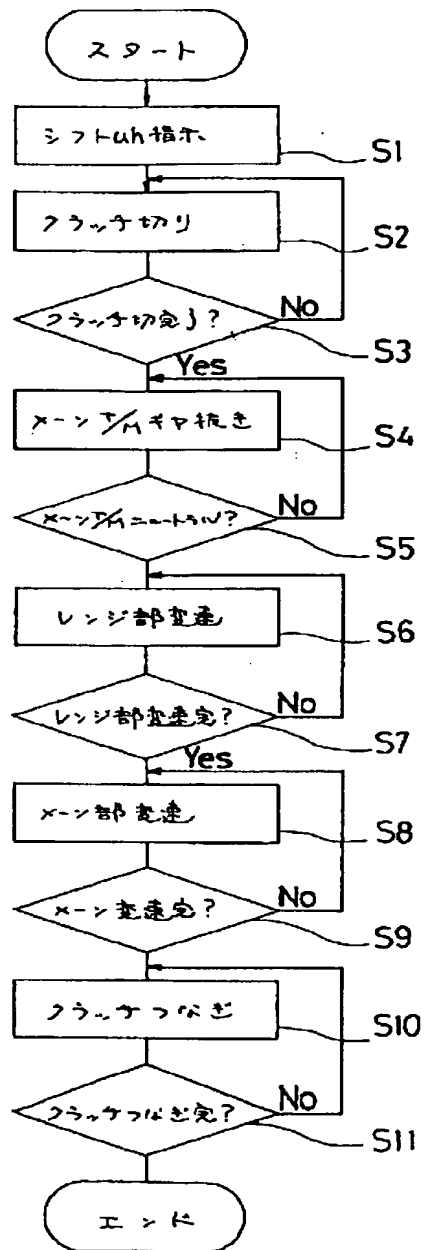 スタート
シフトup指示
S1
クラッチ切り
S2
クラッチ切完了?
No
S3
Yes
メーンT/Mギヤ抜き
S4
メーンT/Mニュートラル?
No
S5
レンジ部変速
S6
レンジ部変速完?
No
S7
Yes
メーン部変速
S8
メーン変速完?
No
S9
クラッチつなぎ
S10
クラッチつなぎ完?
No
S11
エンド